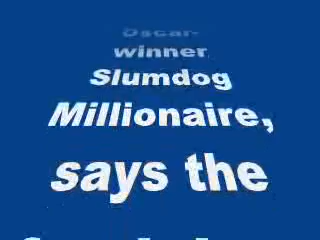 Oscar-
winner
Slumdog
Millionaire,
says the